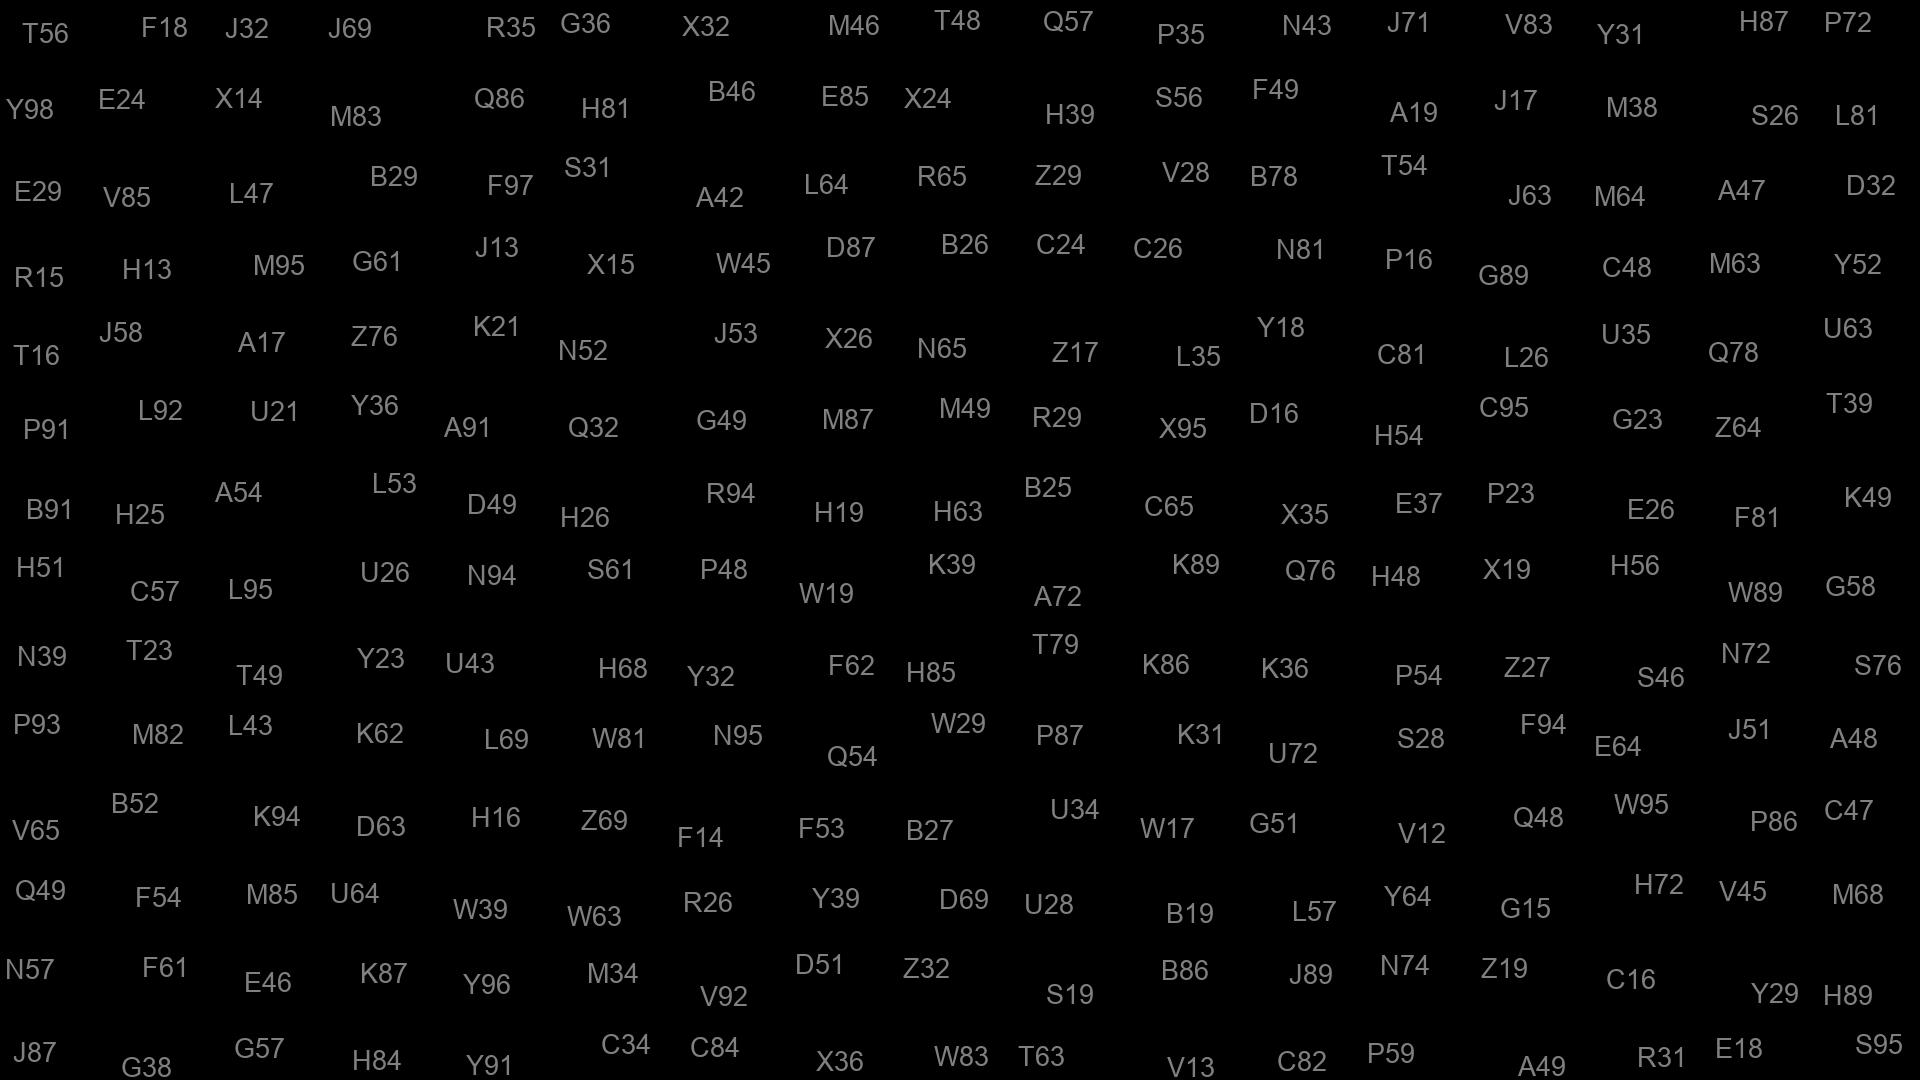 T56 F18 J32 J69 R35 G36 X32 M46 T48 Q57 P35 N43 J71 V83 Y31 H87 P72
Y98 E24 X14 M83 Q86 H81 B46 E85 X24 H39 S56 F49 A19 J17 M38 S26 L81
E29 V85 L47 B29 F97 S31 A42 L64 R65 Z29 V28 B78 T54 J63 M64 A47 D32
R15 H13 M95 G61 J13 X15 W45 D87 B26 C24 C26 N81 P16 G89 C48 M63 Y52
T16 J58 A17 Z76 K21 N52 J53 X26 N65 Z17 L35 Y18 C81 L26 U35 Q78 U63
P91 L92 U21 Y36 A91 Q32 G49 M87 M49 R29 X95 D16 H54 C95 G23 Z64 T39
B91 H25 A54 L53 D49 H26 R94 H19 H63 B25 C65 X35 E37 P23 E26 F81 K49
H51 C57 L95 U26 N94 S61 P48 W19 K39 A72 K89 Q76 H48 X19 H56 W89 G58
N39 T23 T49 Y23 U43 H68 Y32 F62 H85 T79 K86 K36 P54 Z27 S46 N72 S76
P93 M82 L43 K62 L69 W81 N95 Q54 W29 P87 K31 U72 S28 F94 E64 J51 A48
V65 B52 K94 D63 H16 Z69 F14 F53 B27 U34 W17 G51 V12 Q48 W95 P86 C47
Q49 F54 M85 U64 W39 W63 R26 Y39 D69 U28 B19 L57 Y64 G15 H72 V45 M68
N57 F61 E46 K87 Y96 M34 V92 D51 Z32 S19 B86 J89 N74 Z19 C16 Y29 H89
J87 G38 G57 H84 Y91 C34 C84 X36 W83 T63 V13 C82 P59 A49 R31 E18 S95